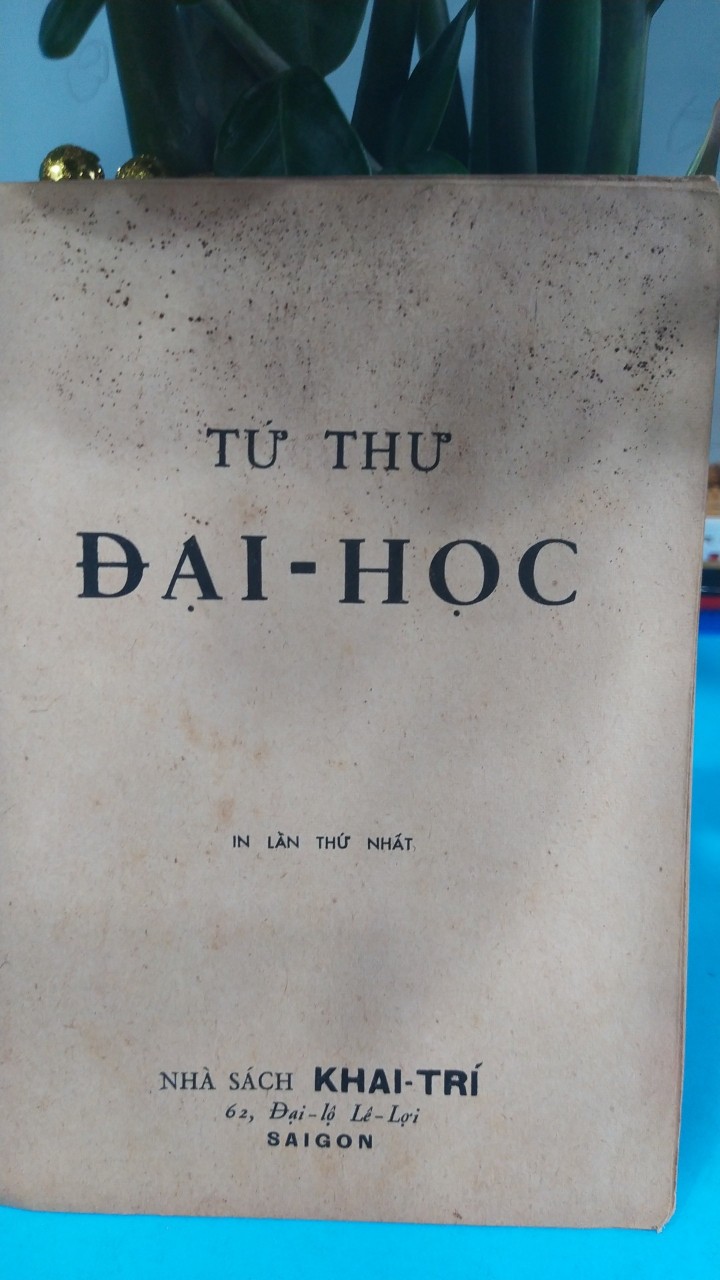 TỨ THƯ
ĐẠI-HỌC
IN LẦN THỨ NHẤT
NHÀ SÁCH KHAI-TRÍ
62, Đại-lộ Lê-Lợi
SAIGON